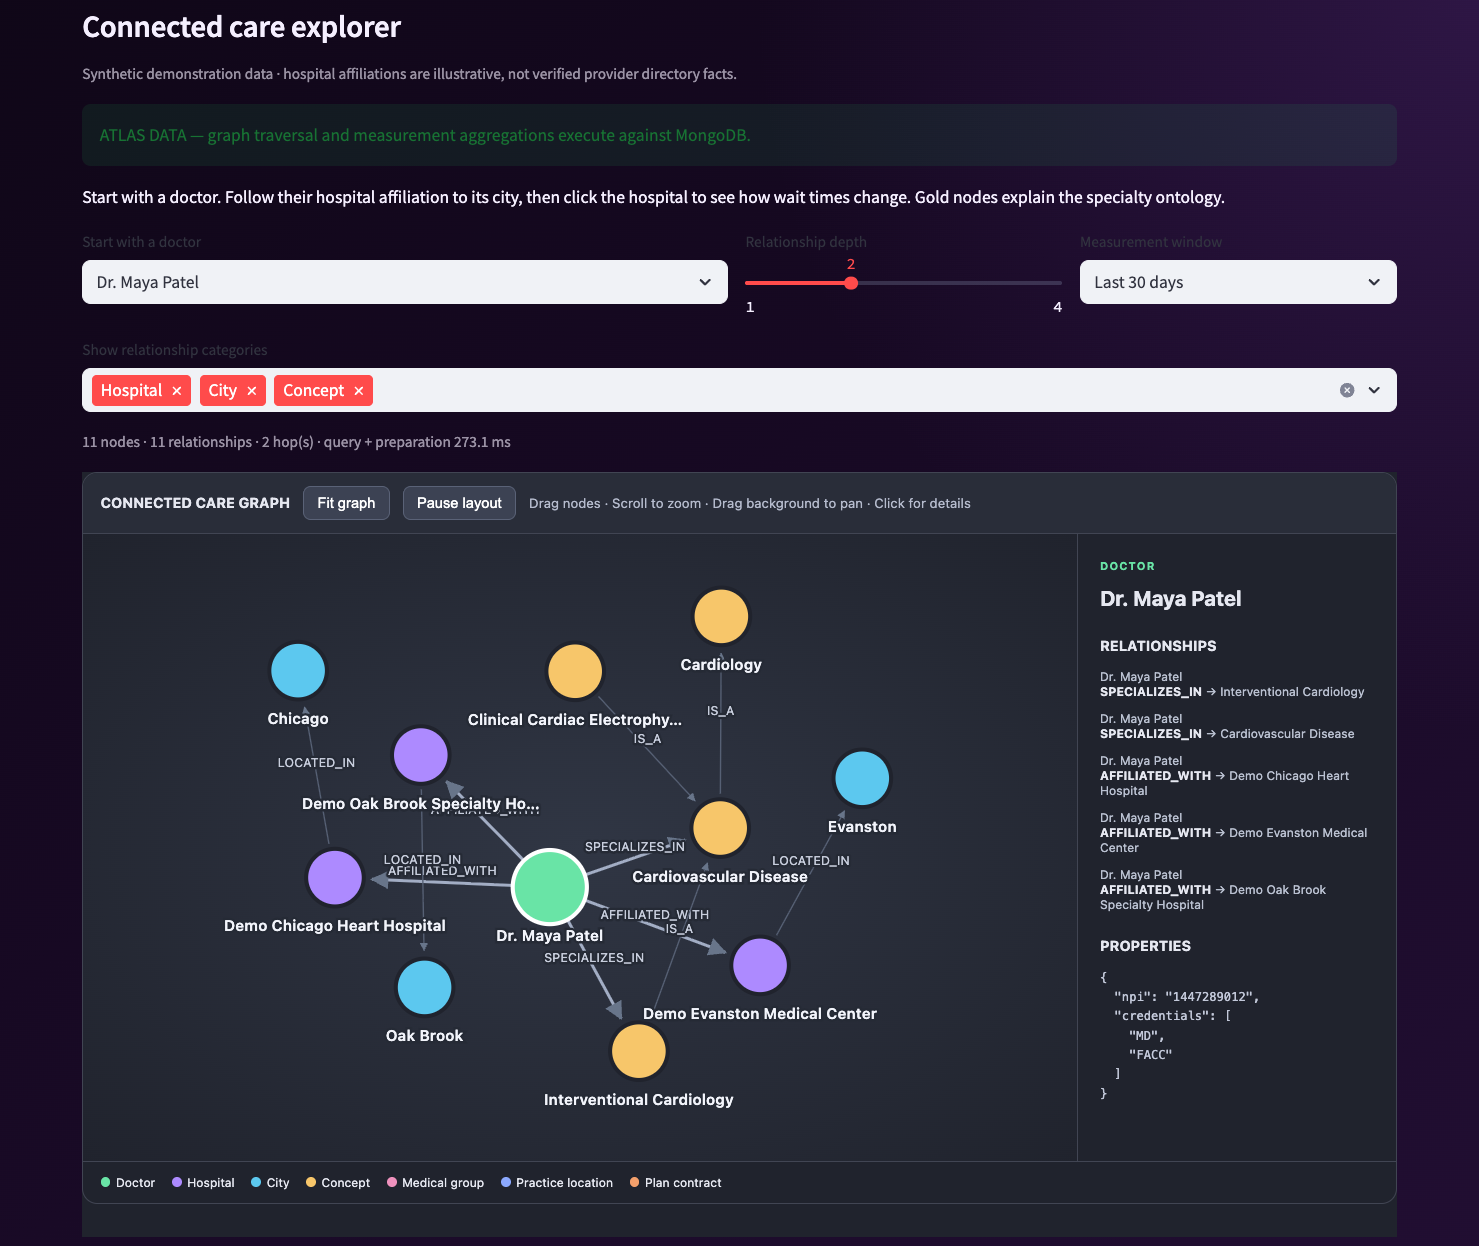 Connected care explorer
Synthetic demonstration data · hospital affiliations are illustrative, not verified provider directory facts.
ATLAS DATA — graph traversal and measurement aggregations execute against MongoDB.
Start with a doctor. Follow their hospital affiliation to its city, then click the hospital to see how wait times change. Gold nodes explain the specialty ontology.
Start with a doctor
Relationship depth
Measurement window
Dr. Maya Patel
2
1
4
Last 30 days
Show relationship categories
Hospital ×
City ×
Concept ×
11 nodes · 11 relationships · 2 hop(s) · query + preparation 273.1 ms
CONNECTED CARE GRAPH
Fit graph
Pause layout
Drag nodes · Scroll to zoom · Drag background to pan · Click for details
Cardiology
Chicago
Clinical Cardiac Electrophy...
IS_A
IS_A
LOCATED_IN
Demo Oak Brook Specialty Ho...
AFFILIATED_WITH
Evanston
SPECIALIZES_IN
LOCATED_IN
LOCATED_IN
AFFILIATED_WITH
Cardiovascular Disease
Demo Chicago Heart Hospital
AFFILIATED_WITH
IS_A
Dr. Maya Patel
SPECIALIZES_IN
Demo Evanston Medical Center
Oak Brook
Interventional Cardiology
DOCTOR
Dr. Maya Patel
RELATIONSHIPS
Dr. Maya Patel
SPECIALIZES_IN → Interventional Cardiology
Dr. Maya Patel
SPECIALIZES_IN → Cardiovascular Disease
Dr. Maya Patel
AFFILIATED_WITH → Demo Chicago Heart
Hospital
Dr. Maya Patel
AFFILIATED_WITH → Demo Evanston Medical
Center
Dr. Maya Patel
AFFILIATED_WITH → Demo Oak Brook
Specialty Hospital
PROPERTIES
{
"npi": "1447289012",
"credentials": [
"MD",
"FACC"
]
}
Doctor
Hospital
City
Concept
Medical group
Practice location
Plan contract